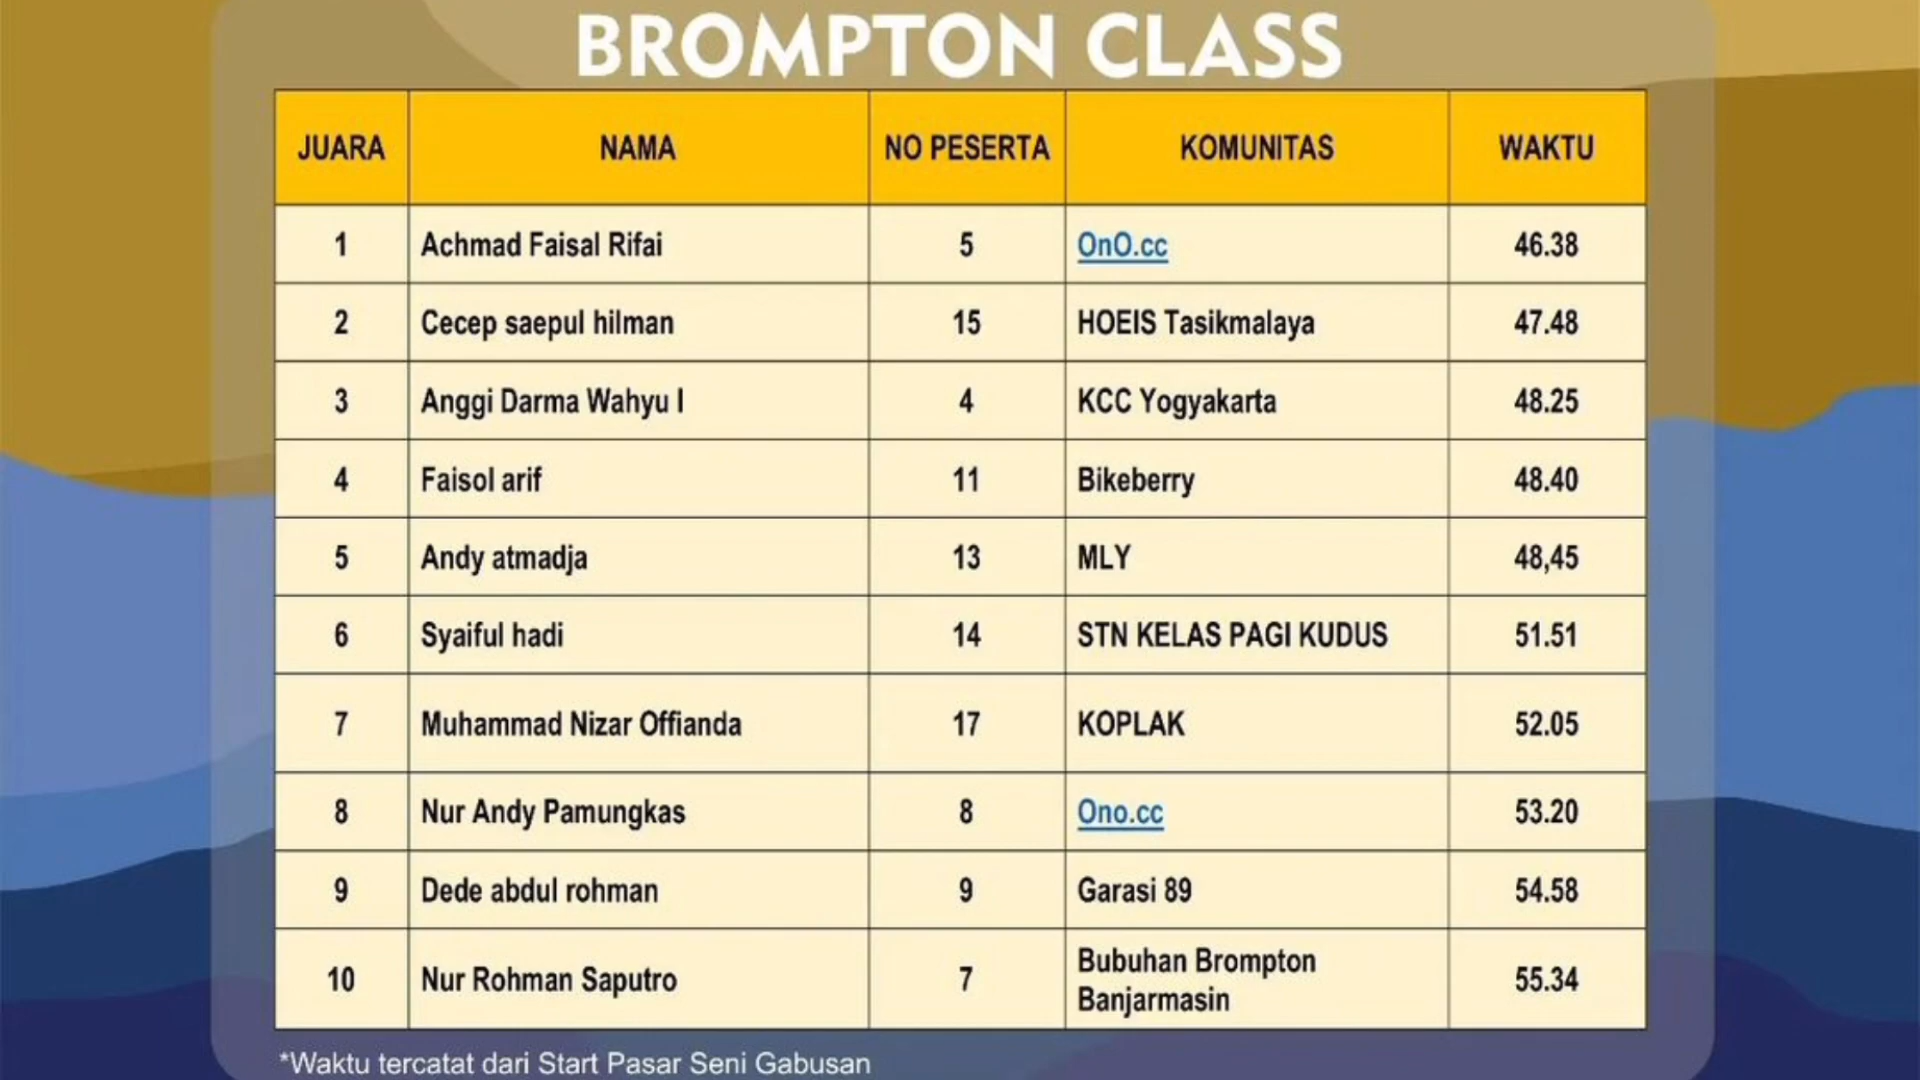 BROMPTON CLASS
JUARA NAMA NO PESERTA KOMUNITAS WAKTU
1 Achmad Faisal Rifai 5 OnO.cc 46.38
2 Cecep saepul hilman 15 HOEIS Tasikmalaya 47.48
3 Anggi Darma Wahyu I 4 KCC Yogyakarta 48.25
4 Faisol arif 11 Bikeberry 48.40
5 Andy atmadja 13 MLY 48,45
6 Syaiful hadi 14 STN KELAS PAGI KUDUS 51.51
7 Muhammad Nizar Offianda 17 KOPLAK 52.05
8 Nur Andy Pamungkas 8 Ono.cc 53.20
9 Dede abdul rohman 9 Garasi 89 54.58
10 Nur Rohman Saputro 7 Bubuhan Brompton 55.34
Banjarmasin
*Waktu tercatat dari Start Pasar Seni Gabusan